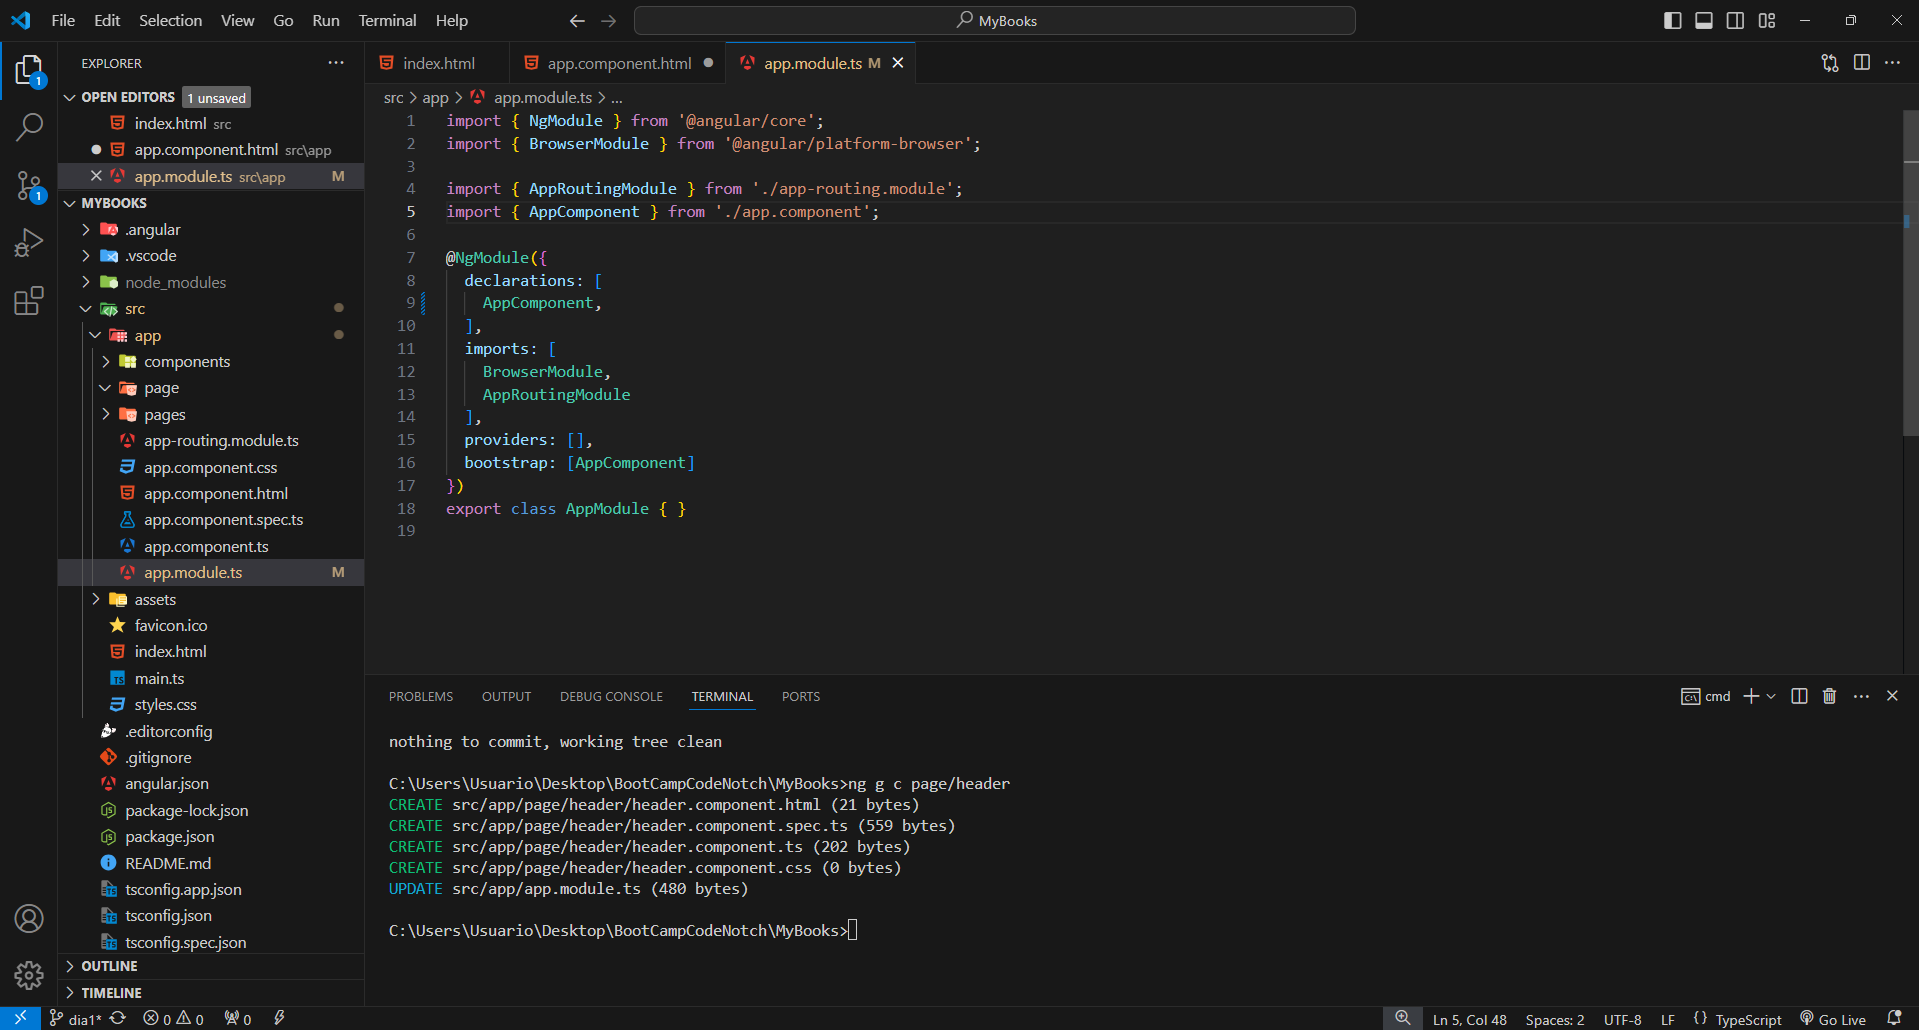 File Edit Selection View Go Run Terminal Help
MyBooks
EXPLORER
OPEN EDITORS 1 unsaved
index.html src
app.component.html src\app
app.module.ts src\app M
MYBOOKS
.angular
.vscode
node_modules
src
app
components
page
pages
app-routing.module.ts
app.component.css
app.component.html
app.component.spec.ts
app.component.ts
app.module.ts M
assets
favicon.ico
index.html
main.ts
styles.css
.editorconfig
.gitignore
angular.json
package-lock.json
package.json
README.md
tsconfig.app.json
tsconfig.json
tsconfig.spec.json
OUTLINE
TIMELINE
1
1
index.html app.component.html app.module.ts M
src > app > app.module.ts > ...
1 import { NgModule } from '@angular/core';
2 import { BrowserModule } from '@angular/platform-browser';
3
4 import { AppRoutingModule } from './app-routing.module';
5 import { AppComponent } from './app.component';
6
7 @NgModule({
8 declarations: [
9 AppComponent,
10 ],
11 imports: [
12 BrowserModule,
13 AppRoutingModule
14 ],
15 providers: [],
16 bootstrap: [AppComponent]
17 })
18 export class AppModule { }
19
PROBLEMS OUTPUT DEBUG CONSOLE TERMINAL PORTS
cmd
nothing to commit, working tree clean
C:\Users\Usuario\Desktop\BootCampCodeNotch\MyBooks>ng g c page/header
CREATE src/app/page/header/header.component.html (21 bytes)
CREATE src/app/page/header/header.component.spec.ts (559 bytes)
CREATE src/app/page/header/header.component.ts (202 bytes)
CREATE src/app/page/header/header.component.css (0 bytes)
UPDATE src/app/app.module.ts (480 bytes)
C:\Users\Usuario\Desktop\BootCampCodeNotch\MyBooks>
dia1* 0 0 0
Ln 5, Col 48 Spaces: 2 UTF-8 LF {} TypeScript Go Live